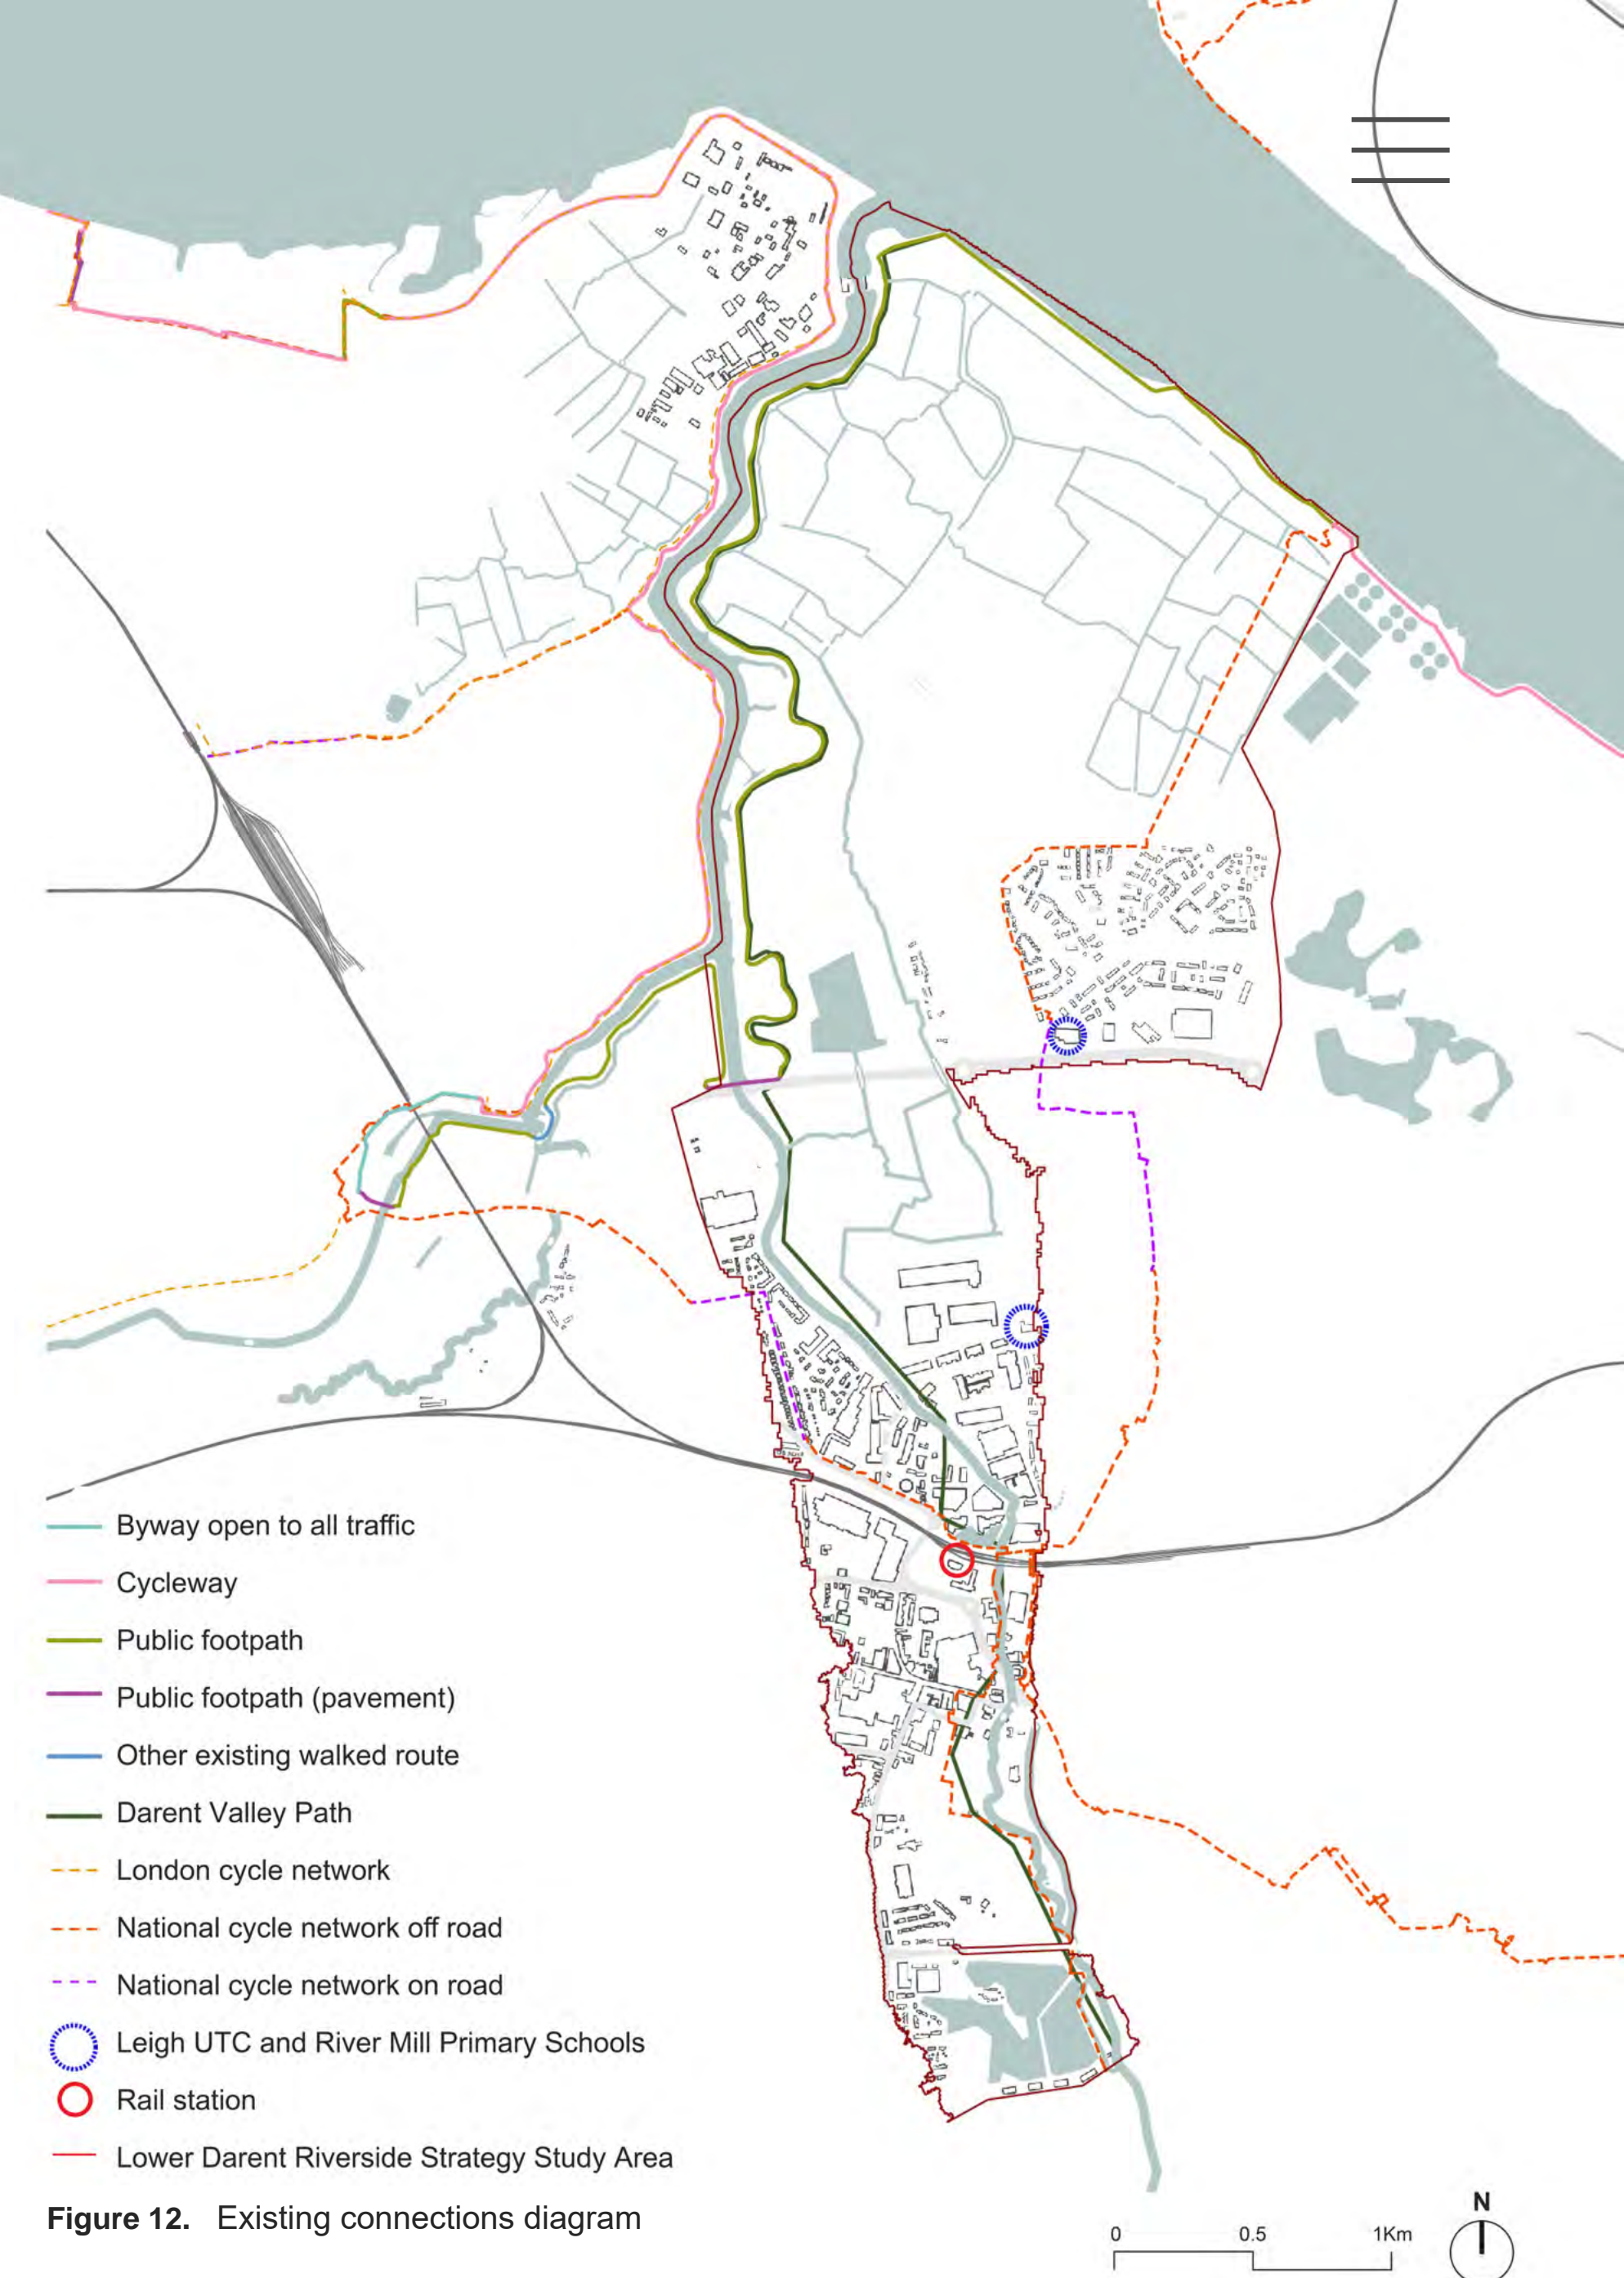 Byway open to all traffic
Cycleway
Public footpath
Public footpath (pavement)
Other existing walked route
Darent Valley Path
London cycle network
National cycle network off road
National cycle network on road
Leigh UTC and River Mill Primary Schools
Rail station
Lower Darent Riverside Strategy Study Area
Figure 12. Existing connections diagram
0 0.5 1Km
N